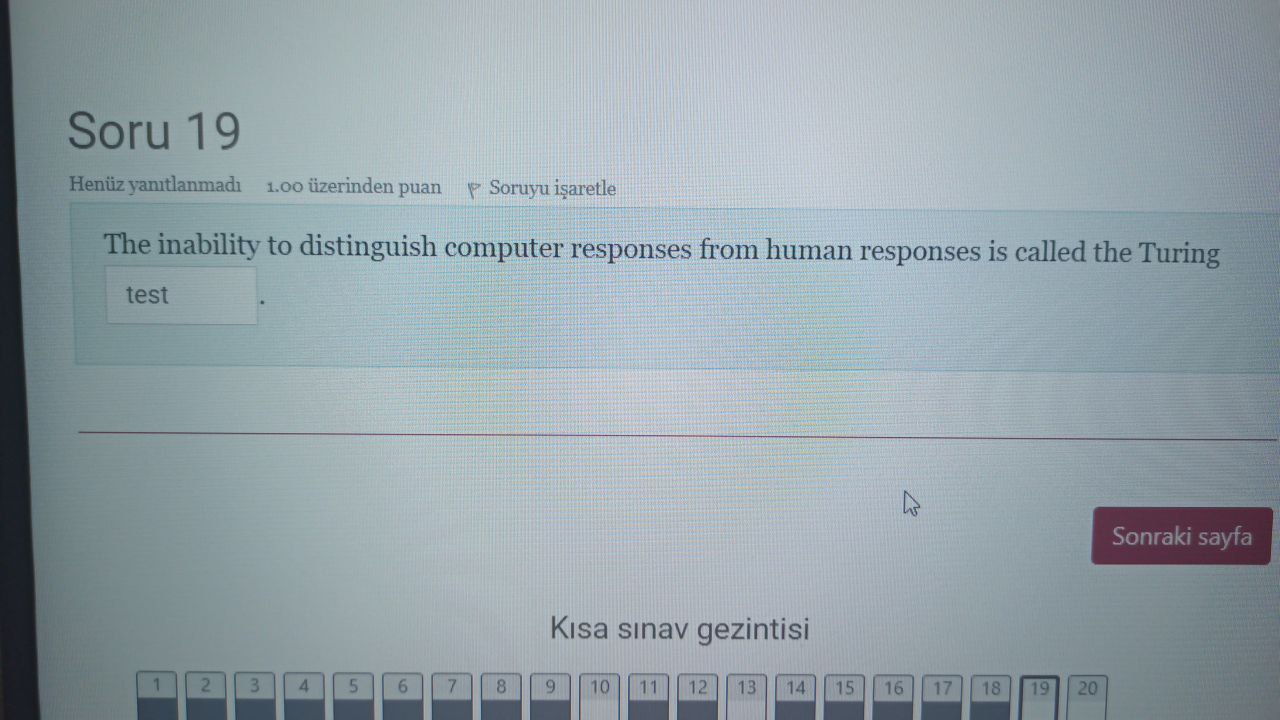 Soru 19
Henüz yanıtlanmadı 1.00 üzerinden puan Soruyu işaretle
The inability to distinguish computer responses from human responses is called the Turing
test .
Sonraki sayfa
Kısa sınav gezintisi
1 2 3 4 5 6 7 8 9 10 11 12 13 14 15 16 17 18 19 20